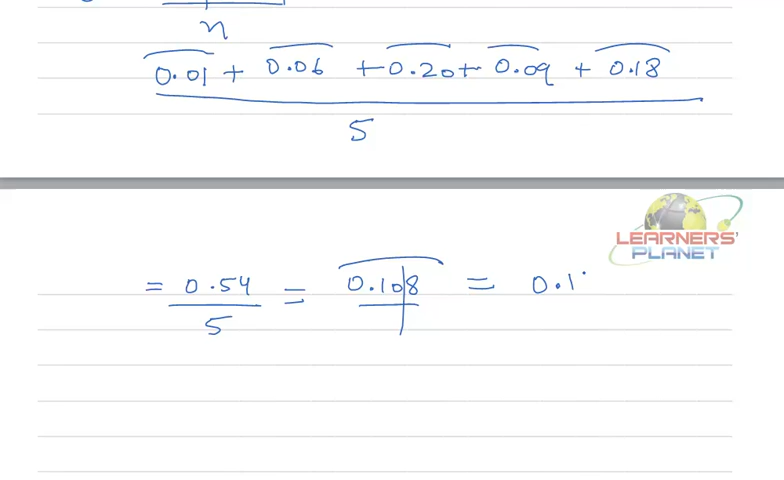 n
0.01 + 0.06 + 0.20 + 0.09 + 0.18
5
LEARNERS'
PLANET
= 0.54 = 0.108 = 0.1
5